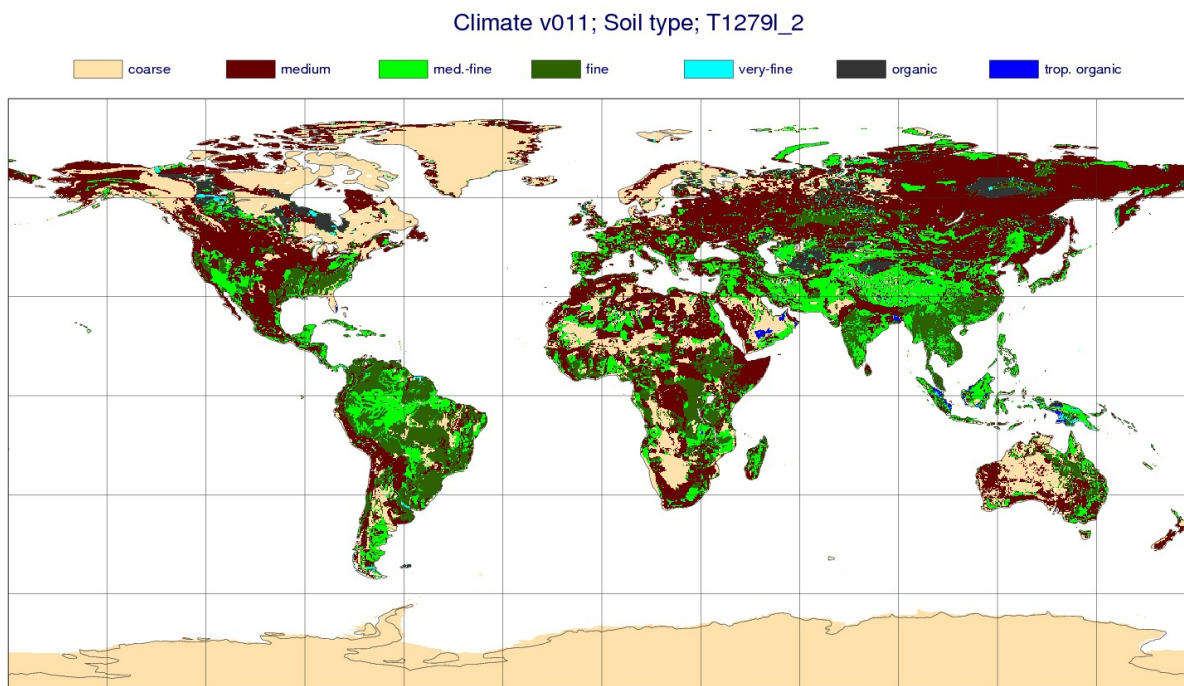 Climate v011; Soil type; T1279l_2
coarse medium med.-fine fine very-fine organic trop. organic